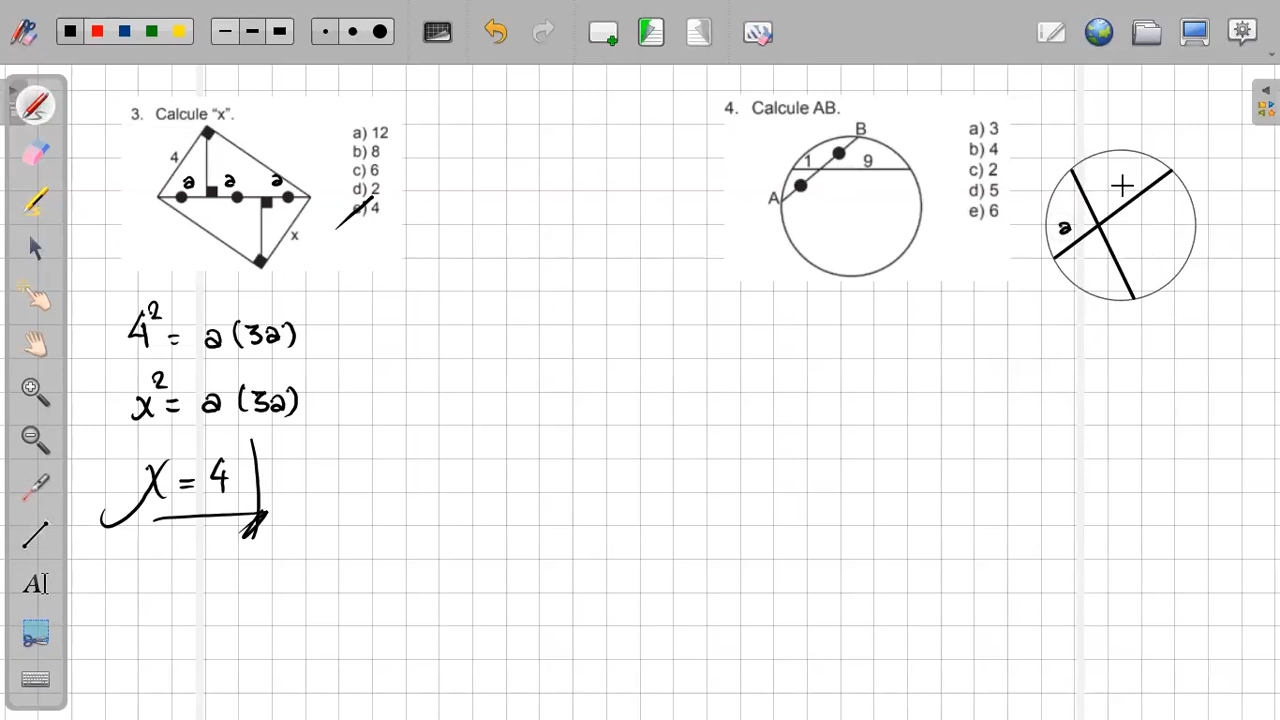 3. Calcule “x”.
a) 12
b) 8
c) 6
d) 2
e) 4
4
a a a
x
4² = a (3a)
x² = a (3a)
x = 4
4. Calcule AB.
a) 3
b) 4
c) 2
d) 5
e) 6
B
1 9
A
a
A